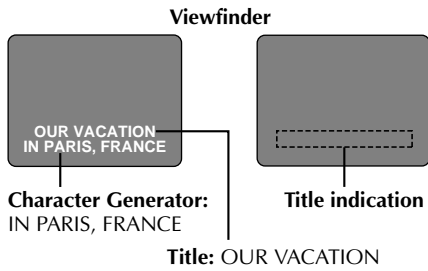 Viewfinder
OUR VACATION
IN PARIS, FRANCE
Character Generator:
IN PARIS, FRANCE
Title indication
Title: OUR VACATION